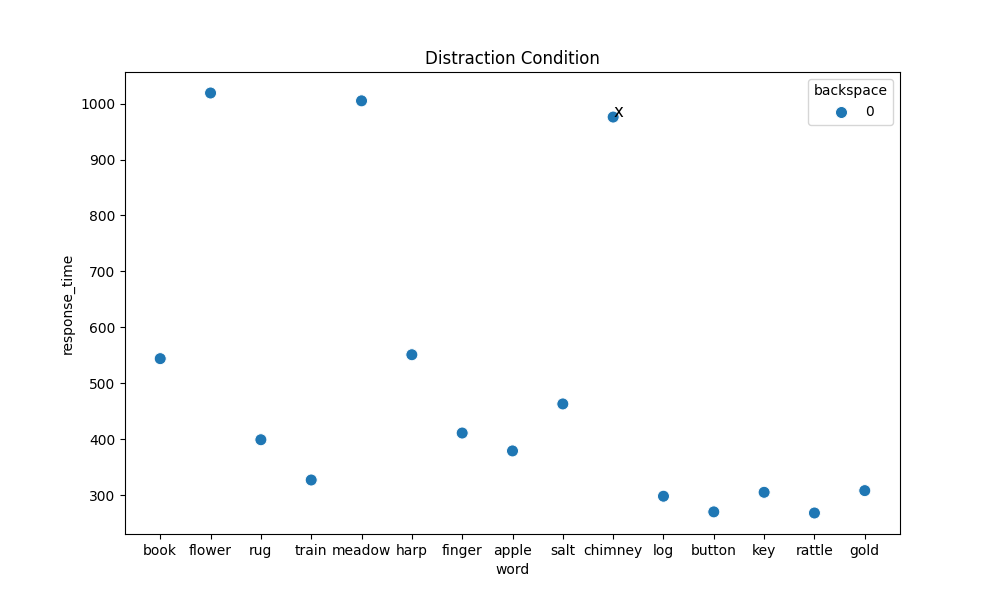 Distraction Condition
1000
900
800
700
600
500
400
300
response_time
x
backspace
0
book flower rug train meadow harp finger apple salt chimney log button key rattle gold
word